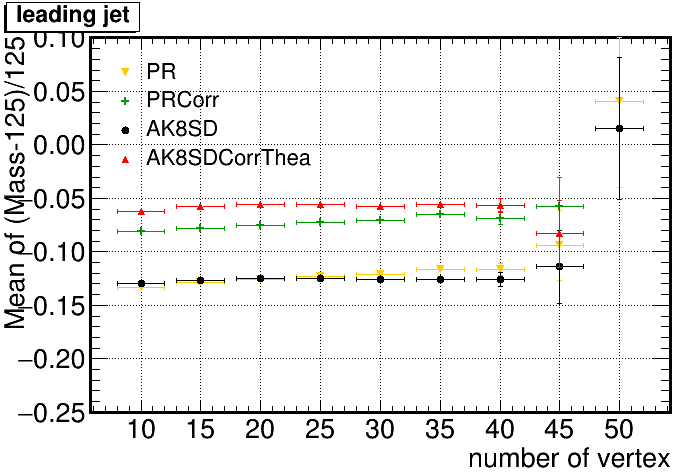 leading jet
Mean of (Mass-125)/125
0.10
0.05
0.00
−0.05
−0.10
−0.15
−0.20
−0.25
PR
PRCorr
AK8SD
AK8SDCorrThea
10 15 20 25 30 35 40 45 50
number of vertex